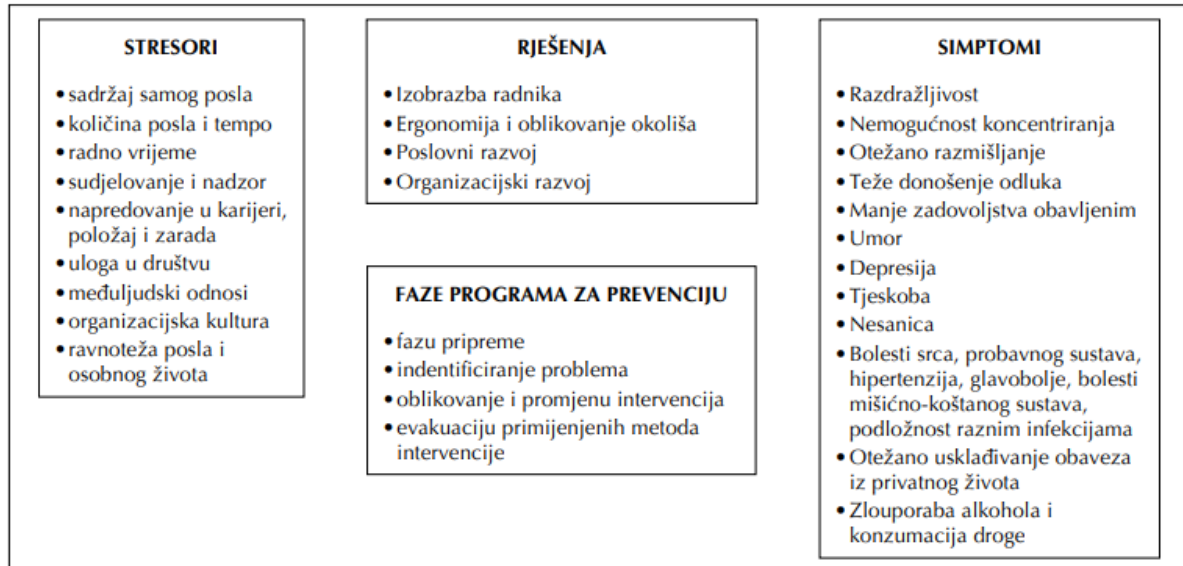 STRESORI
• sadržaj samog posla
• količina posla i tempo
• radno vrijeme
• sudjelovanje i nadzor
• napredovanje u karijeri,
položaj i zarada
• uloga u društvu
• međuljudski odnosi
• organizacijska kultura
• ravnoteža posla i
osobnog života
RJEŠENJA
• Izobrazba radnika
• Ergonomija i oblikovanje okoliša
• Poslovni razvoj
• Organizacijski razvoj
FAZE PROGRAMA ZA PREVENCIJU
• fazu pripreme
• indentificiranje problema
• oblikovanje i promjenu intervencija
• evakuaciju primijenjenih metoda
intervencije
SIMPTOMI
• Razdražljivost
• Nemogućnost koncentriranja
• Otežano razmišljanje
• Teže donošenje odluka
• Manje zadovoljstva obavljenim
• Umor
• Depresija
• Tjeskoba
• Nesanica
• Bolesti srca, probavnog sustava,
hipertenzija, glavobolje, bolesti
mišićno-koštanog sustava,
podložnost raznim infekcijama
• Otežano usklađivanje obaveza
iz privatnog života
• Zlouporaba alkohola i
konzumacija droge